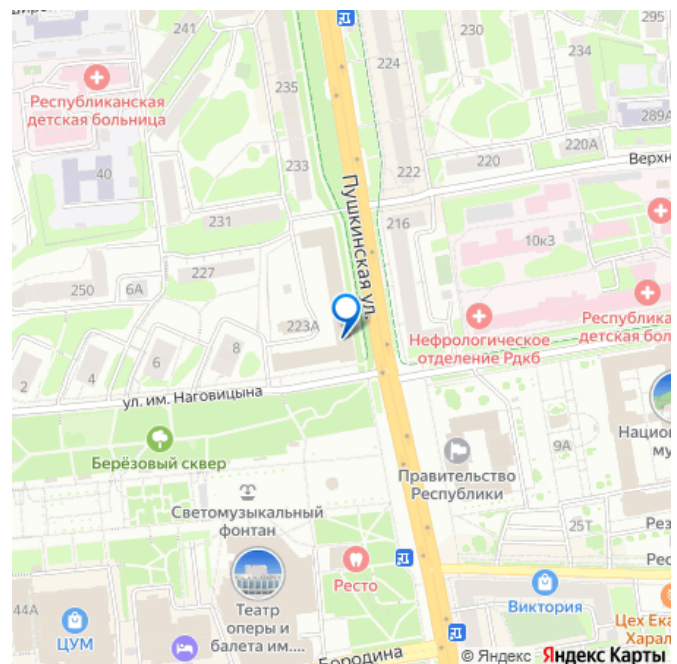 241
230
295
224
Республиканская
детская больница
235
289А
220А
40
233
222
220
Верхн
Пушкинская ул.
231
216
10к3
227
250
6А
223А
Нефрологическое
отделение Рдкб
Республика
детская бол
2
4
6
8
ул. им. Наговицына
Берёзовый сквер
Правительство
Республики
9А
Национ
му
Светомузыкальный
фонтан
25Т
Рез
Рес
Ресто
Театр
оперы и
балета им....
44А
ЦУМ
Виктория
Цех Ека
Харал
Бородина
© Яндекс Яндекс Карты